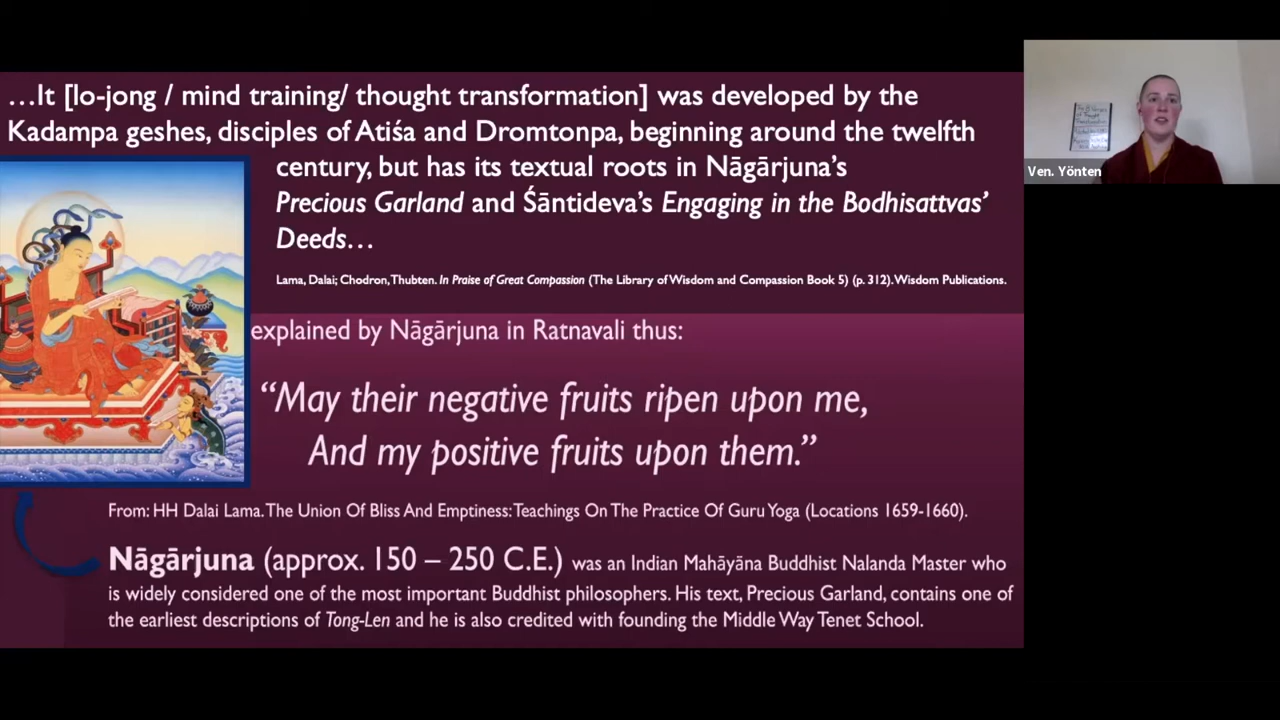 …It [lo-jong / mind training/ thought transformation] was developed by the
Kadampa geshes, disciples of Atiśa and Dromtonpa, beginning around the twelfth
century, but has its textual roots in Nāgārjuna’s
Precious Garland and Śāntideva’s Engaging in the Bodhisattvas’
Deeds…
Lama, Dalai; Chodron, Thubten. In Praise of Great Compassion (The Library of Wisdom and Compassion Book 5) (p. 312). Wisdom Publications.
explained by Nāgārjuna in Ratnavali thus:
“May their negative fruits ripen upon me,
And my positive fruits upon them.”
From: HH Dalai Lama. The Union Of Bliss And Emptiness: Teachings On The Practice Of Guru Yoga (Locations 1659-1660).
Nāgārjuna (approx. 150 – 250 C.E.) was an Indian Mahāyāna Buddhist Nalanda Master who
is widely considered one of the most important Buddhist philosophers. His text, Precious Garland, contains one of
the earliest descriptions of Tong-Len and he is also credited with founding the Middle Way Tenet School.
Ven. Yönten